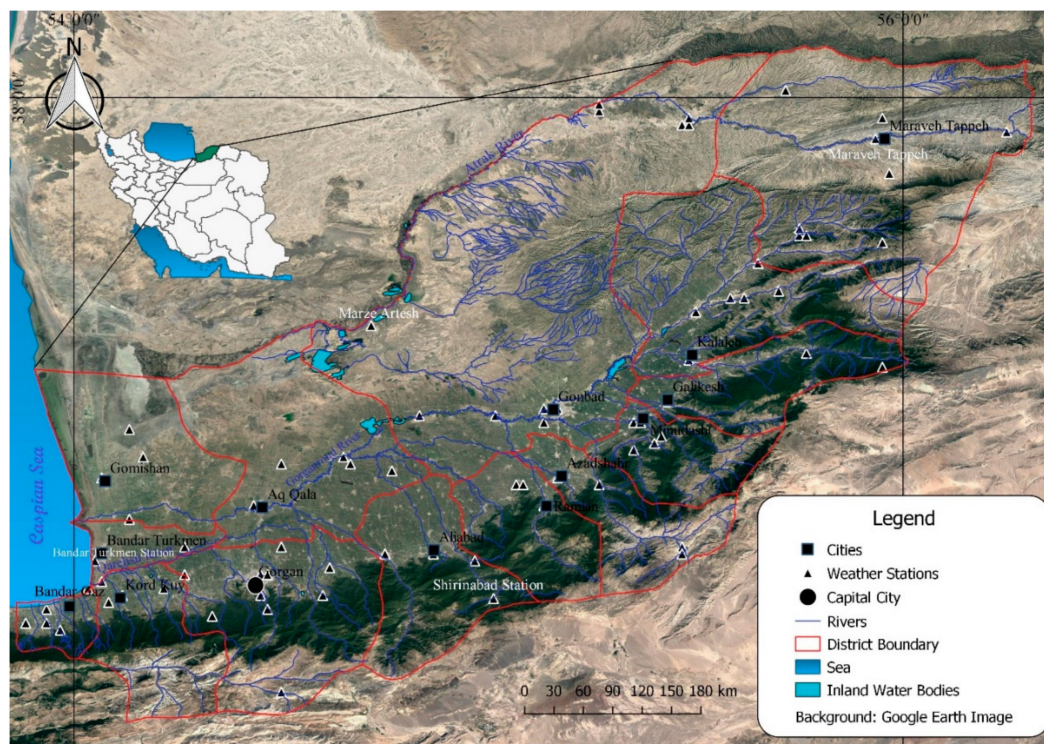 54°0'0"
56°0'0"
N
38°0'0"
Atrak River
Maraveh Tappeh
Maraveh Tappeh
Marze Artesh
Kalaleh
Galikesh
Gonbad
Minudasht
Gorganrud River
Caspian Sea
Gomishan
Azadshahr
Aq Qala
Ramian
Bandar Turkmen
Bandar Turkmen Station
Aliabad
Bandar Gaz
Kord Kuy
Gorgan
Shirinabad Station
0 30 60 90 120 150 180 km
Legend
Cities
Weather Stations
Capital City
Rivers
District Boundary
Sea
Inland Water Bodies
Background: Google Earth Image